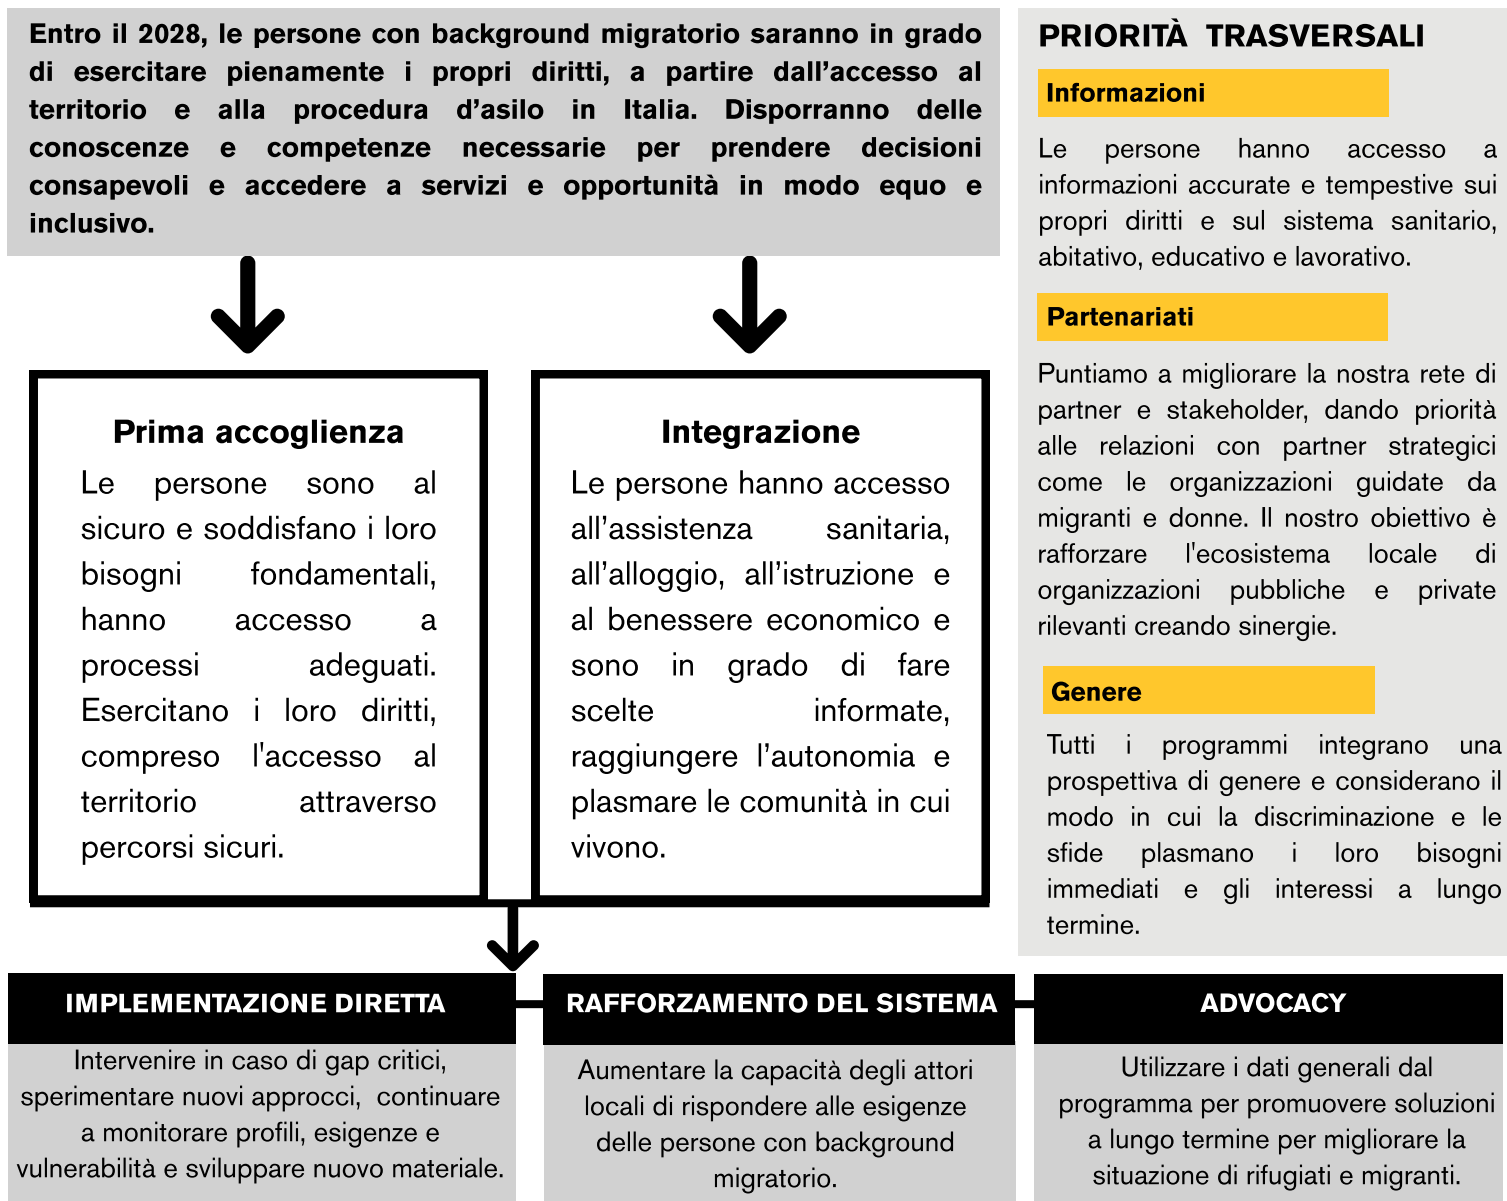 Entro il 2028, le persone con background migratorio saranno in grado
di esercitare pienamente i propri diritti, a partire dall'accesso al
territorio e alla procedura d'asilo in Italia. Disporranno delle
conoscenze e competenze necessarie per prendere decisioni
consapevoli e accedere a servizi e opportunità in modo equo e
inclusivo.
Prima accoglienza
Le persone sono al
sicuro e soddisfano i loro
bisogni fondamentali,
hanno accesso a
processi adeguati.
Esercitano i loro diritti,
compreso l'accesso al
territorio attraverso
percorsi sicuri.
Integrazione
Le persone hanno accesso
all'assistenza sanitaria,
all'alloggio, all'istruzione e
al benessere economico e
sono in grado di fare
scelte informate,
raggiungere l'autonomia e
plasmare le comunità in cui
vivono.
PRIORITÀ TRASVERSALI
Informazioni
Le persone hanno accesso a
informazioni accurate e tempestive sui
propri diritti e sul sistema sanitario,
abitativo, educativo e lavorativo.
Partenariati
Puntiamo a migliorare la nostra rete di
partner e stakeholder, dando priorità
alle relazioni con partner strategici
come le organizzazioni guidate da
migranti e donne. Il nostro obiettivo è
rafforzare l'ecosistema locale di
organizzazioni pubbliche e private
rilevanti creando sinergie.
Genere
Tutti i programmi integrano una
prospettiva di genere e considerano il
modo in cui la discriminazione e le
sfide plasmano i loro bisogni
immediati e gli interessi a lungo
termine.
IMPLEMENTAZIONE DIRETTA
Intervenire in caso di gap critici,
sperimentare nuovi approcci, continuare
a monitorare profili, esigenze e
vulnerabilità e sviluppare nuovo materiale.
RAFFORZAMENTO DEL SISTEMA
Aumentare la capacità degli attori
locali di rispondere alle esigenze
delle persone con background
migratorio.
ADVOCACY
Utilizzare i dati generali dal
programma per promuovere soluzioni
a lungo termine per migliorare la
situazione di rifugiati e migranti.